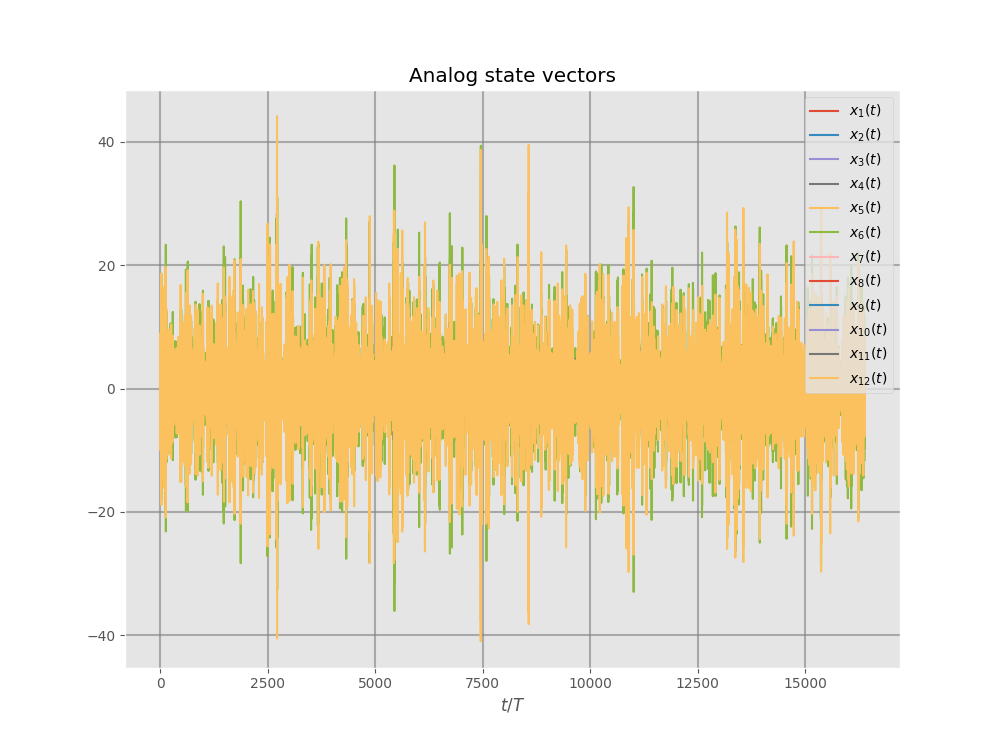 Analog state vectors
40
20
0
−20
−40
0 2500 5000 7500 10000 12500 15000
t/T
x₁(t)
x₂(t)
x₃(t)
x₄(t)
x₅(t)
x₆(t)
x₇(t)
x₈(t)
x₉(t)
x₁₀(t)
x₁₁(t)
x₁₂(t)